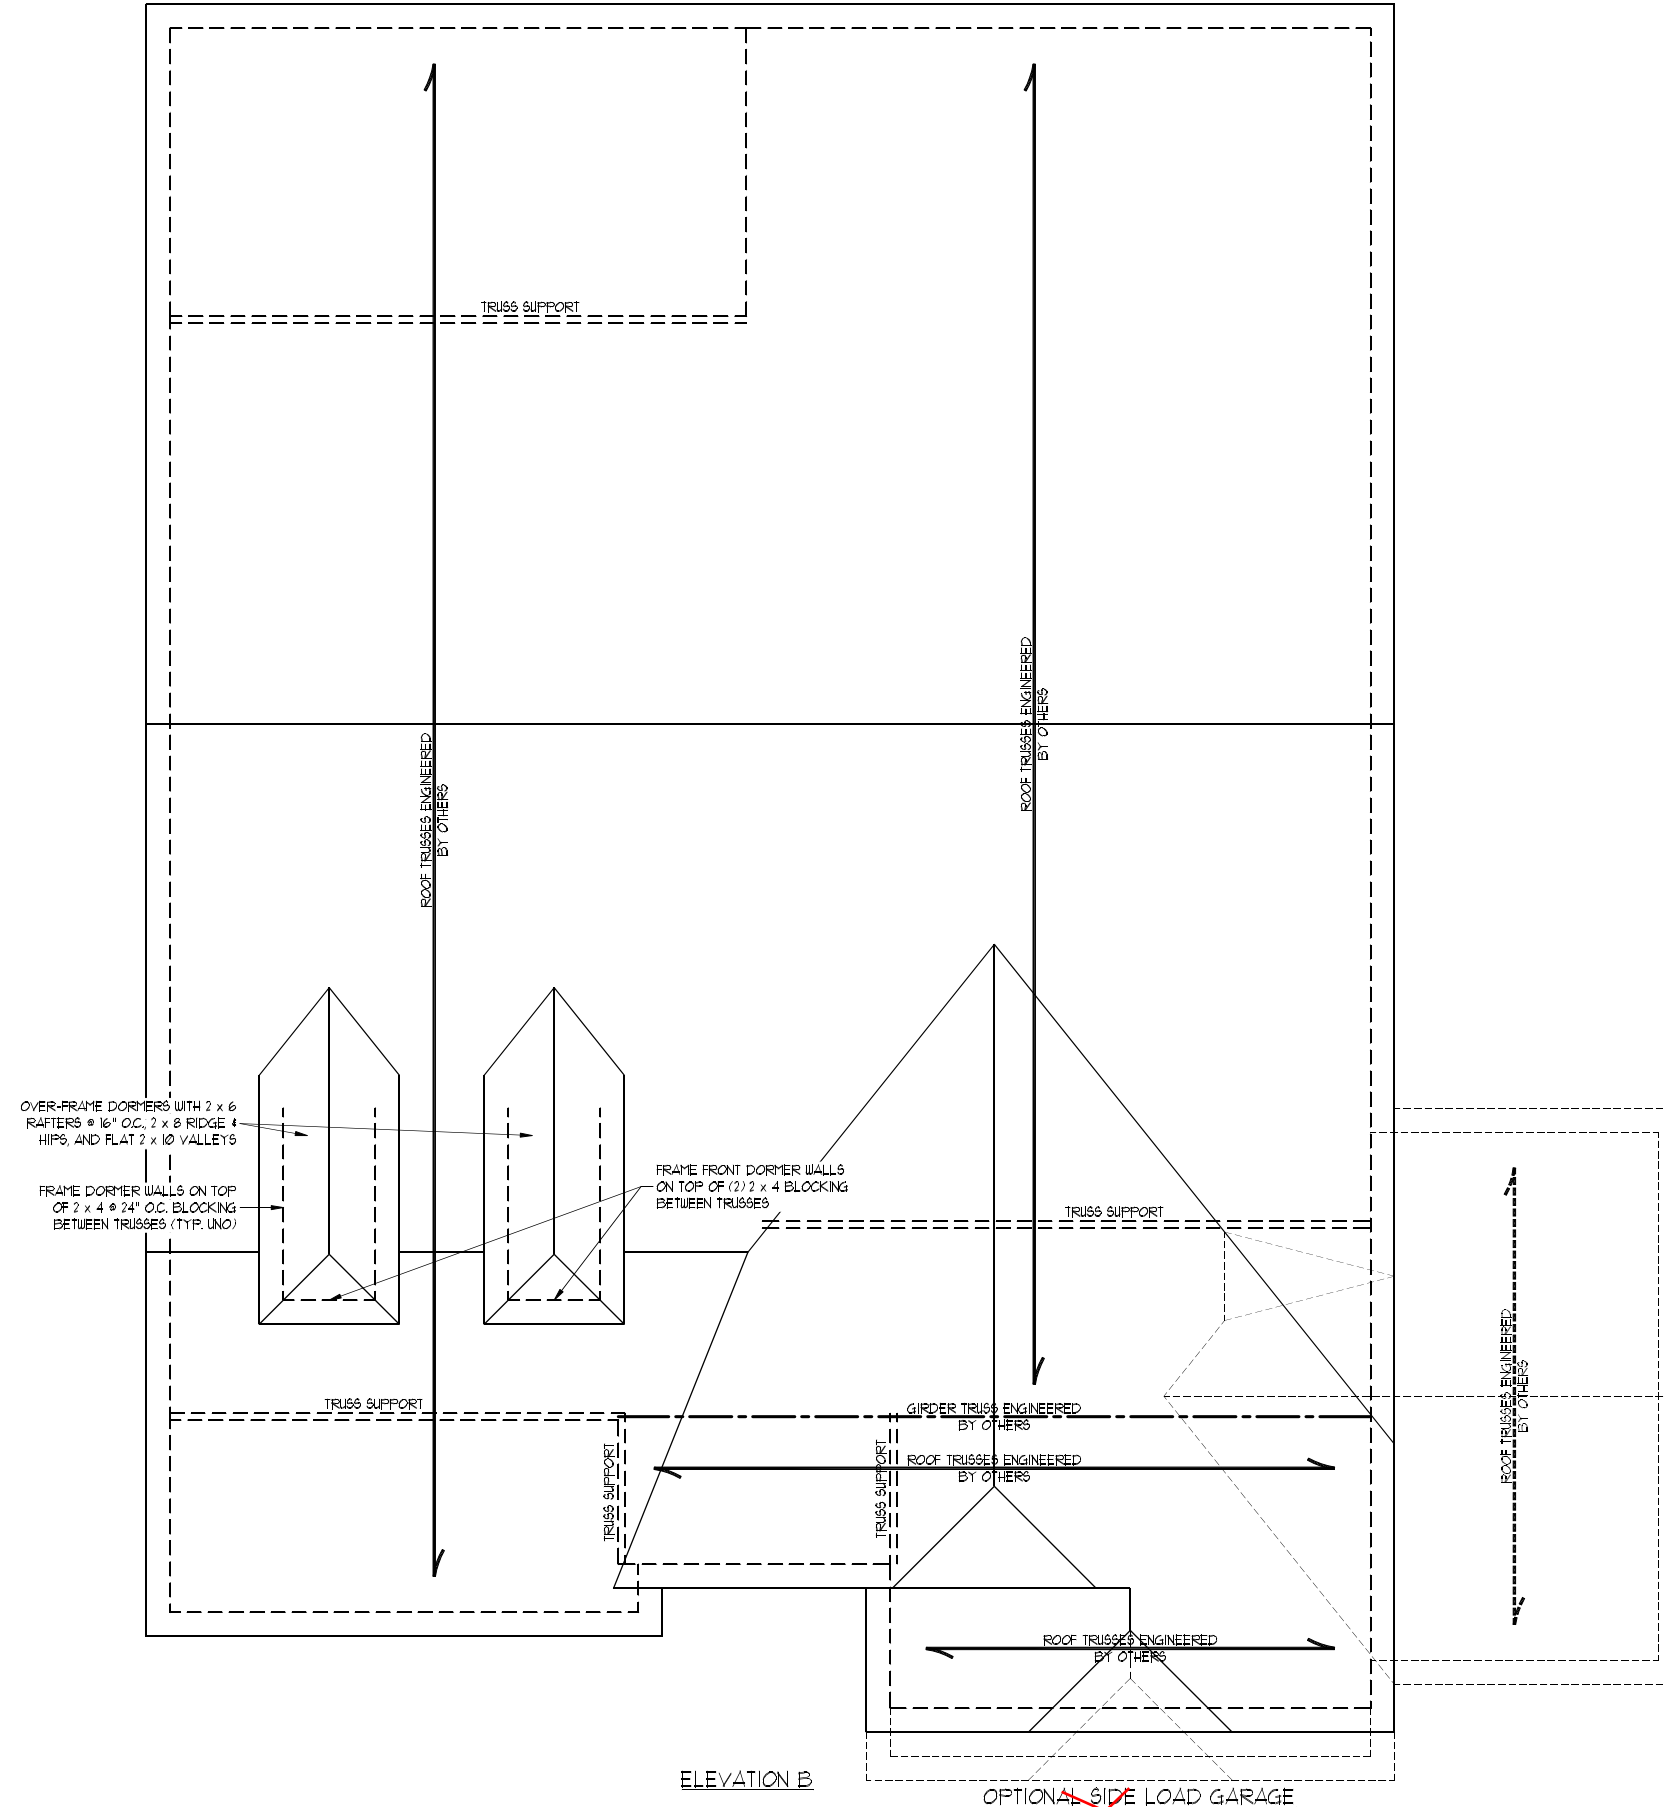 TRUSS SUPPORT
ROOF TRUSSES ENGINEERED
BY OTHERS
ROOF TRUSSES ENGINEERED
BY OTHERS
OVER-FRAME DORMERS WITH 2 x 6
RAFTERS @ 16" O.C., 2 x 8 RIDGE &
HIPS, AND FLAT 2 x 10 VALLEYS
FRAME DORMER WALLS ON TOP
OF 2 x 4 @ 24" O.C. BLOCKING
BETWEEN TRUSSES (TYP. UNO)
FRAME FRONT DORMER WALLS
ON TOP OF (2) 2 x 4 BLOCKING
BETWEEN TRUSSES
TRUSS SUPPORT
TRUSS SUPPORT
GIRDER TRUSS ENGINEERED
BY OTHERS
TRUSS SUPPORT
TRUSS SUPPORT
ROOF TRUSSES ENGINEERED
BY OTHERS
ROOF TRUSSES ENGINEERED
BY OTHERS
ROOF TRUSSES ENGINEERED
BY OTHERS
ELEVATION B
OPTIONAL SIDE LOAD GARAGE